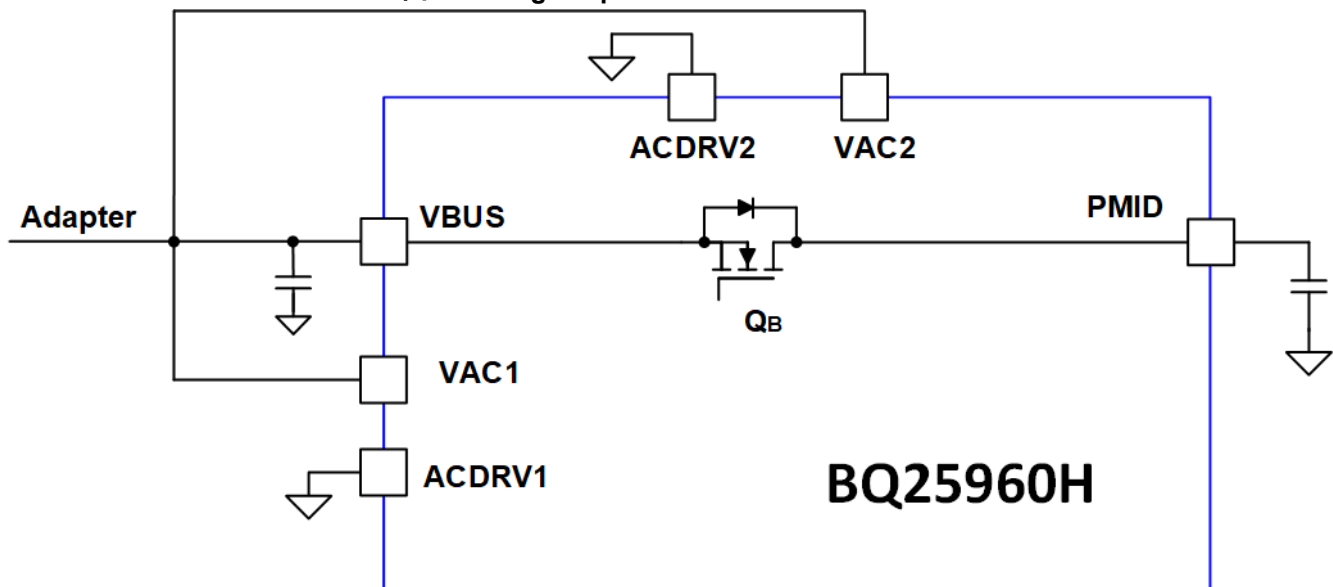 ACDRV2
VAC2
Adapter
VBUS
PMID
QB
VAC1
ACDRV1
BQ25960H